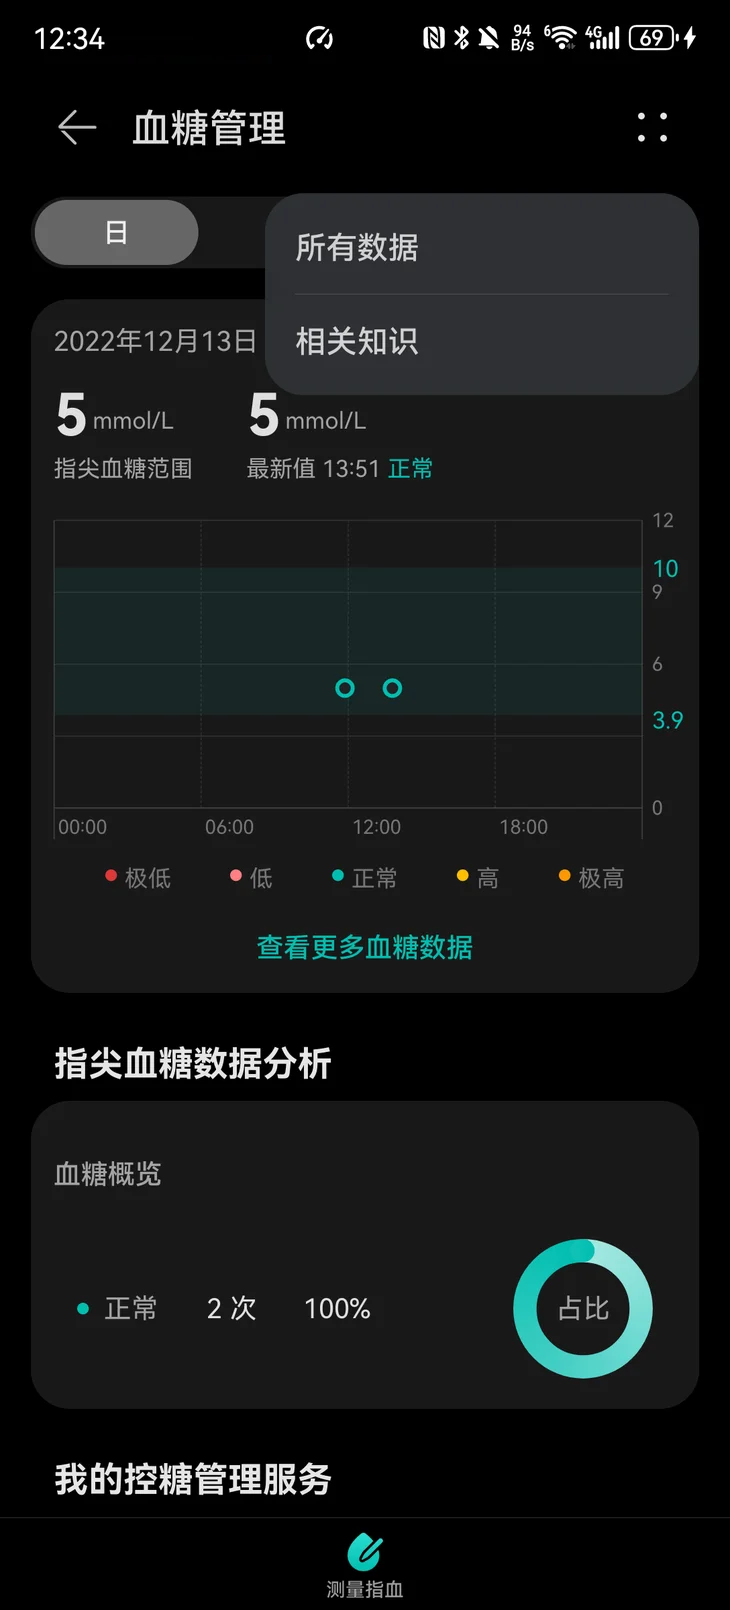 12:34
94 B/s
6
4G
69
血糖管理
日
所有数据
相关知识
2022年12月13日
5 mmol/L 5 mmol/L
指尖血糖范围 最新值 13:51 正常
12
10
9
6
3.9
0
00:00 06:00 12:00 18:00
极低 低 正常 高 极高
查看更多血糖数据
指尖血糖数据分析
血糖概览
正常 2 次 100% 占比
我的控糖管理服务
测量指血